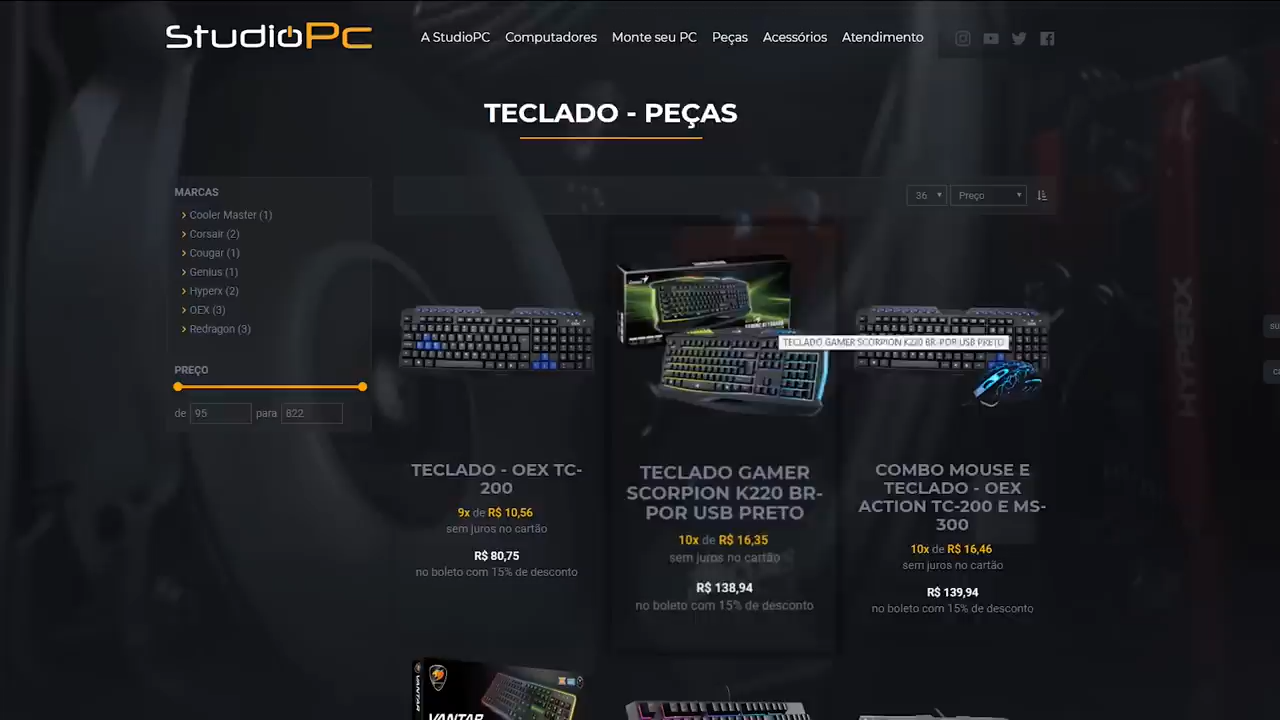 StudioPc
A StudioPC
Computadores
Monte seu PC
Peças
Acessórios
Atendimento
TECLADO - PEÇAS
MARCAS
Cooler Master (1)
Corsair (2)
Cougar (1)
Genius (1)
Hyperx (2)
OEX (3)
Redragon (3)
PREÇO
de 95 para 822
36
Preço
TECLADO - OEX TC-
200
9x de R$ 10,56
sem juros no cartão
R$ 80,75
no boleto com 15% de desconto
TECLADO GAMER SCORPION K220 BR-POR USB PRETO
TECLADO GAMER
SCORPION K220 BR-
POR USB PRETO
10x de R$ 16,35
sem juros no cartão
R$ 138,94
no boleto com 15% de desconto
COMBO MOUSE E
TECLADO - OEX
ACTION TC-200 E MS-
300
10x de R$ 16,46
sem juros no cartão
R$ 139,94
no boleto com 15% de desconto
HYPERX
VANTAR